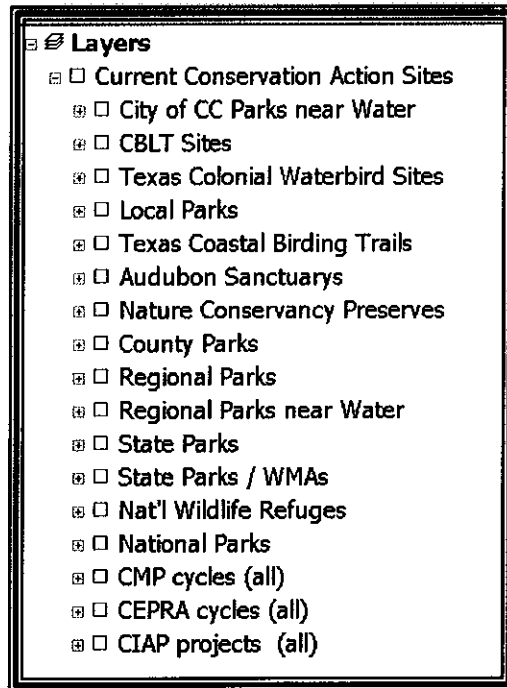 Layers
Current Conservation Action Sites
City of CC Parks near Water
CBLT Sites
Texas Colonial Waterbird Sites
Local Parks
Texas Coastal Birding Trails
Audubon Sanctuarys
Nature Conservancy Preserves
County Parks
Regional Parks
Regional Parks near Water
State Parks
State Parks / WMAs
Nat'l Wildlife Refuges
National Parks
CMP cycles (all)
CEPRA cycles (all)
CIAP projects (all)